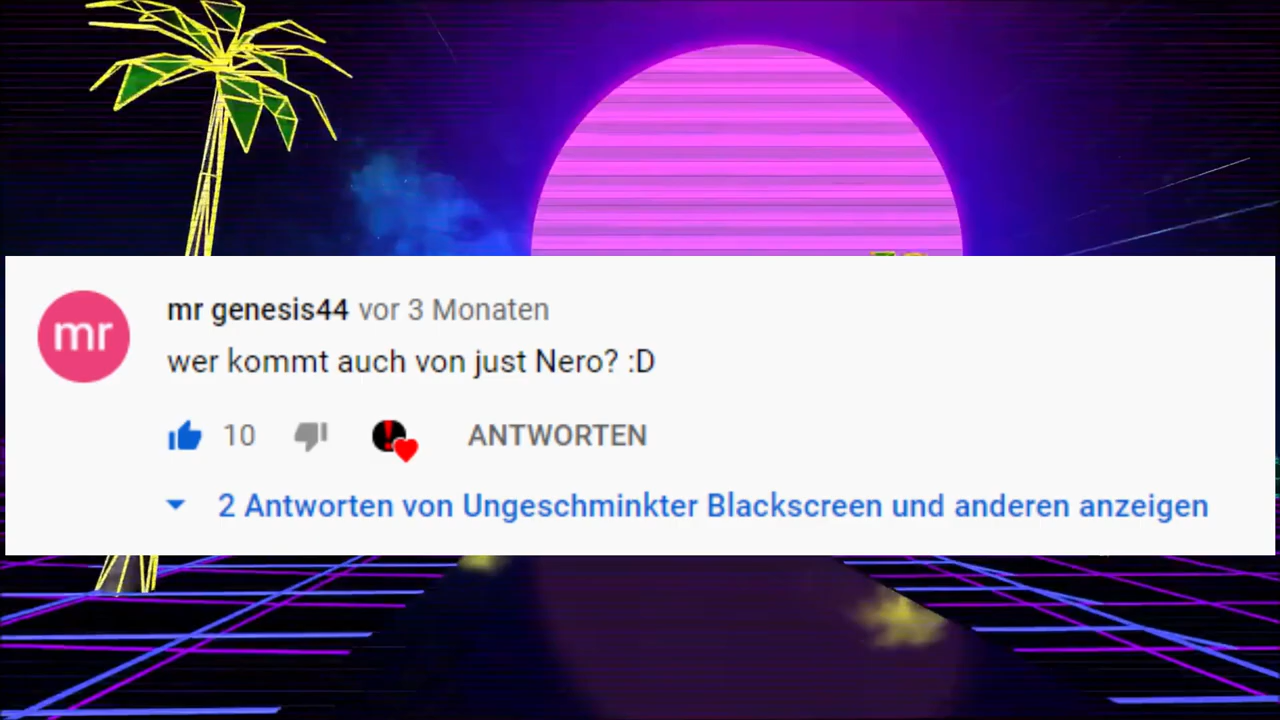 mr
mr genesis44 vor 3 Monaten
wer kommt auch von just Nero? :D
10 ANTWORTEN
2 Antworten von Ungeschminkter Blackscreen und anderen anzeigen